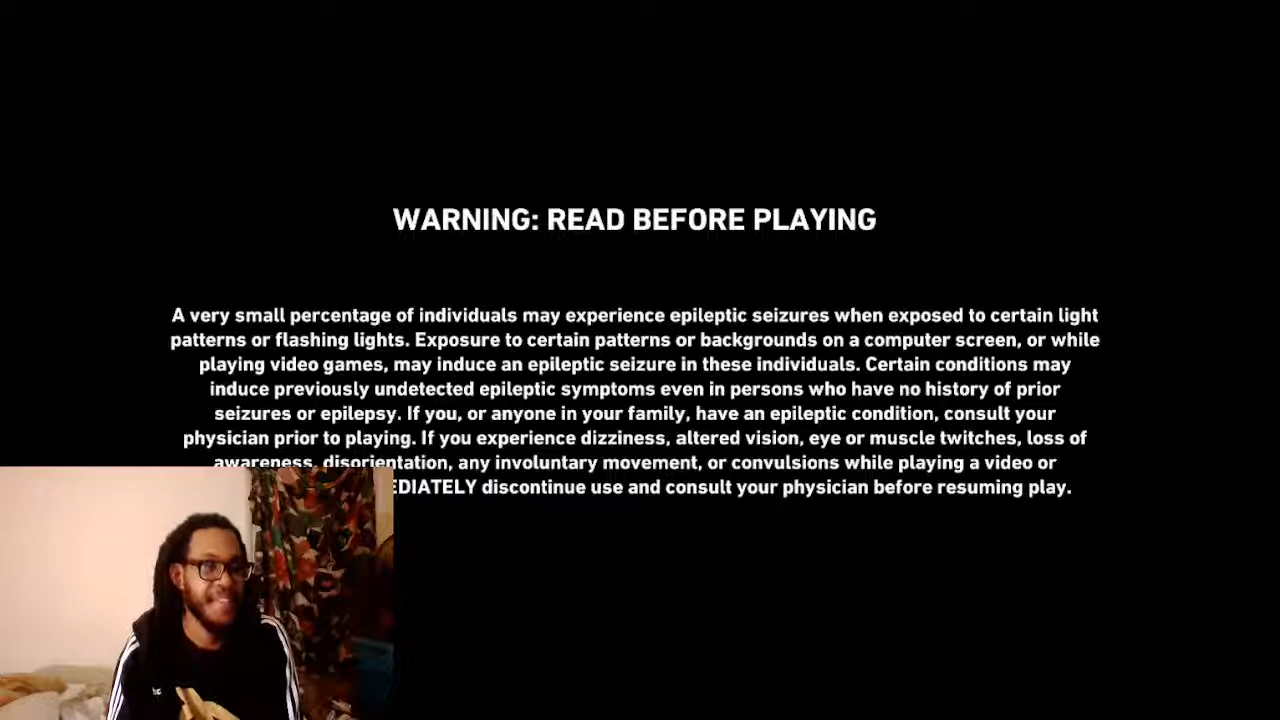 WARNING: READ BEFORE PLAYING
A very small percentage of individuals may experience epileptic seizures when exposed to certain light
patterns or flashing lights. Exposure to certain patterns or backgrounds on a computer screen, or while
playing video games, may induce an epileptic seizure in these individuals. Certain conditions may
induce previously undetected epileptic symptoms even in persons who have no history of prior
seizures or epilepsy. If you, or anyone in your family, have an epileptic condition, consult your
physician prior to playing. If you experience dizziness, altered vision, eye or muscle twitches, loss of
awareness, disorientation, any involuntary movement, or convulsions while playing a video or
EDIATELY discontinue use and consult your physician before resuming play.